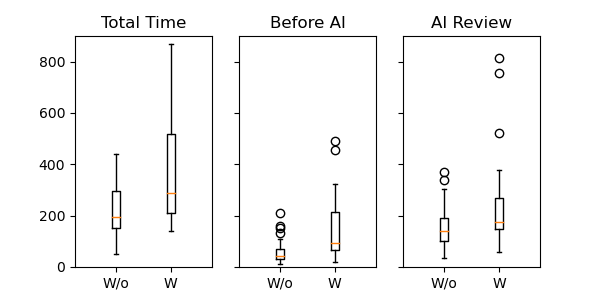 Total Time
Before AI
AI Review
800
600
400
200
0
W/o W
W/o W
W/o W